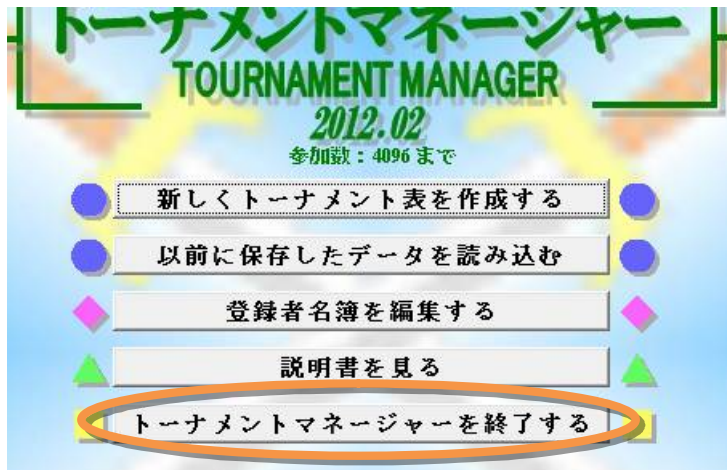 トーナメントマネージャー
TOURNAMENT MANAGER
2012.02
参加数：4096 まで
新しくトーナメント表を作成する
以前に保存したデータを読み込む
登録者名簿を編集する
説明書を見る
トーナメントマネージャーを終了する